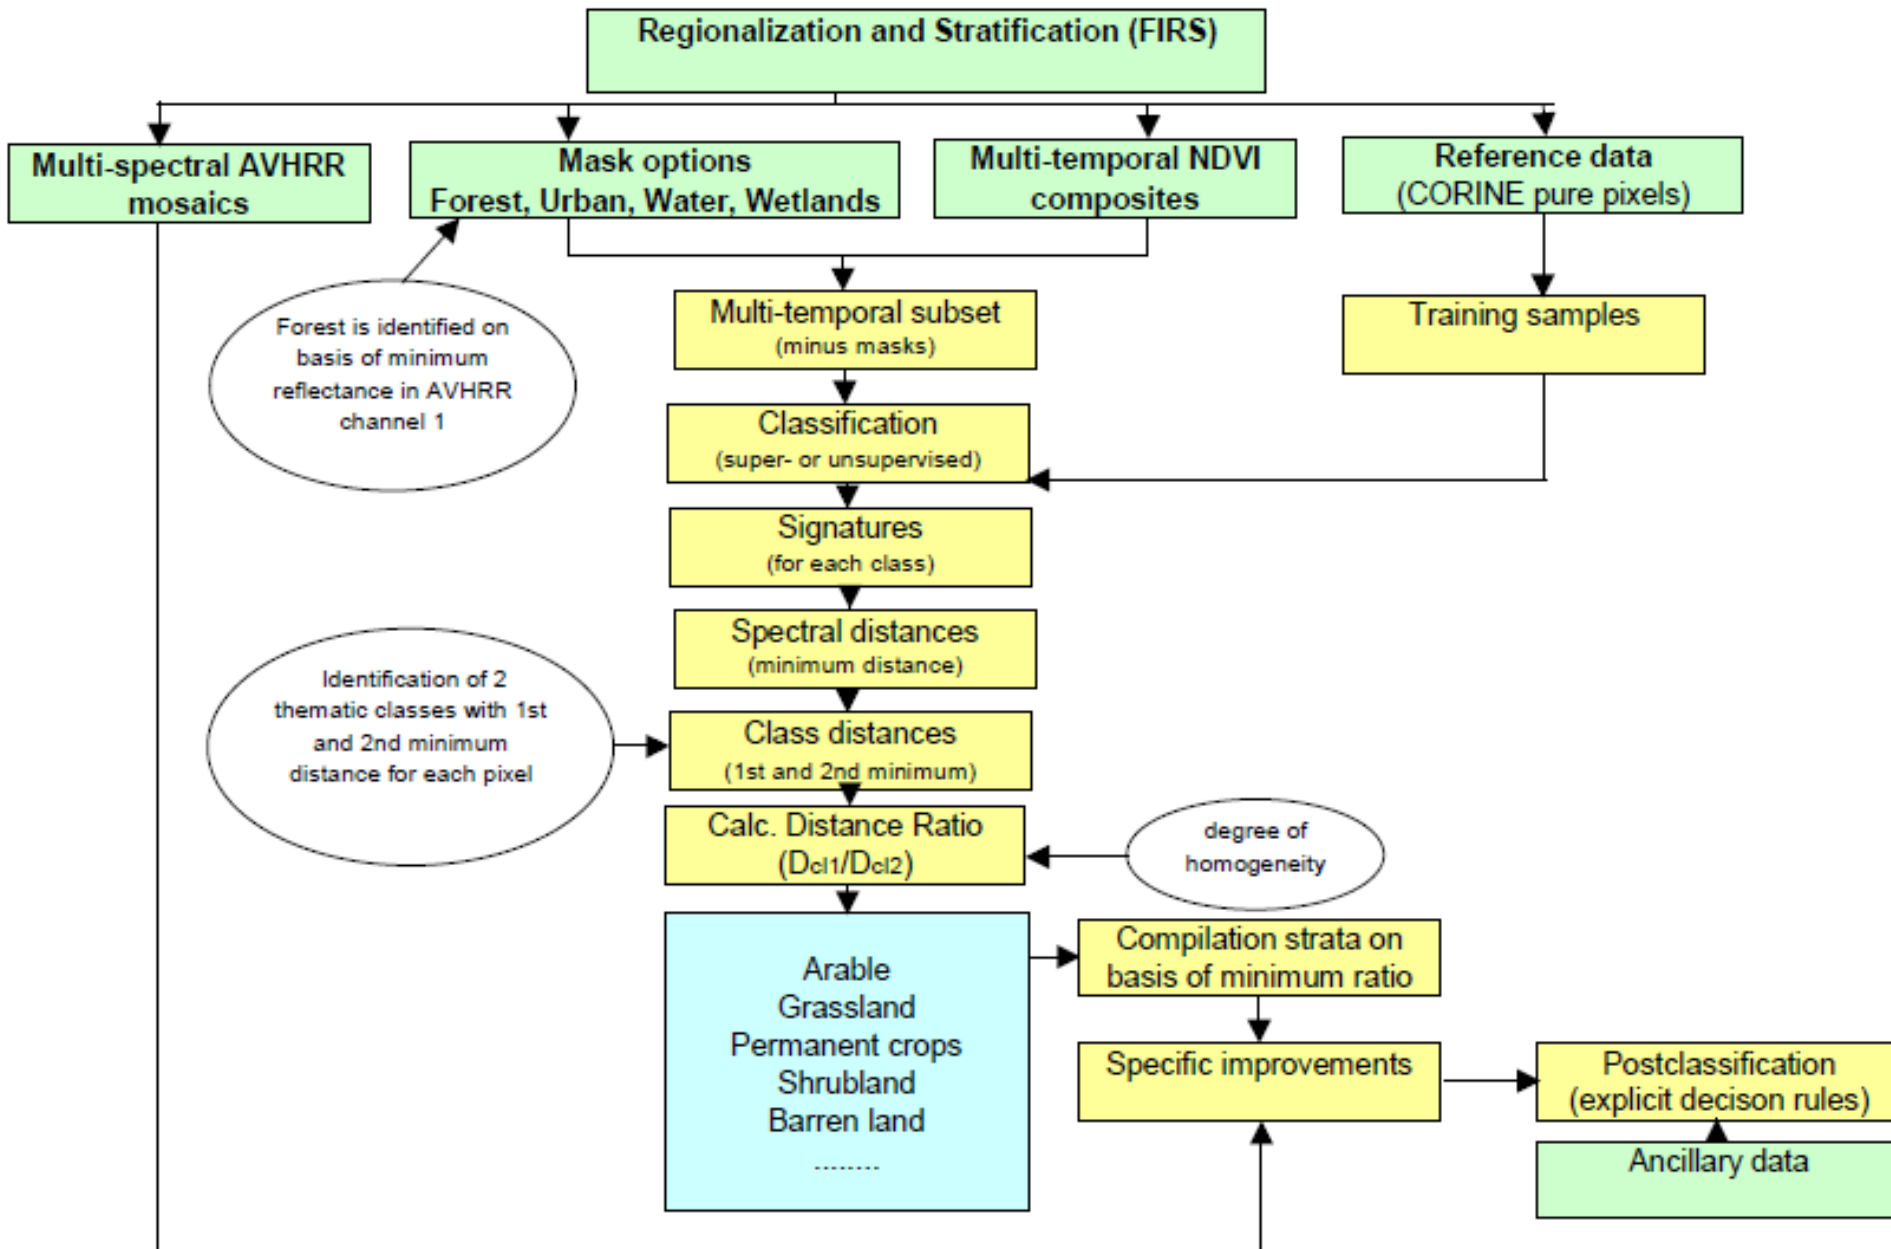 Regionalization and Stratification (FIRS)
Multi-spectral AVHRR
mosaics
Mask options
Forest, Urban, Water, Wetlands
Multi-temporal NDVI
composites
Reference data
(CORINE pure pixels)
Forest is identified on
basis of minimum
reflectance in AVHRR
channel 1
Multi-temporal subset
(minus masks)
Training samples
Classification
(super- or unsupervised)
Signatures
(for each class)
Spectral distances
(minimum distance)
Identification of 2
thematic classes with 1st
and 2nd minimum
distance for each pixel
Class distances
(1st and 2nd minimum)
Calc. Distance Ratio
(Dcl1/Dcl2)
degree of
homogeneity
Arable
Grassland
Permanent crops
Shrubland
Barren land
........
Compilation strata on
basis of minimum ratio
Specific improvements
Postclassification
(explicit decison rules)
Ancillary data